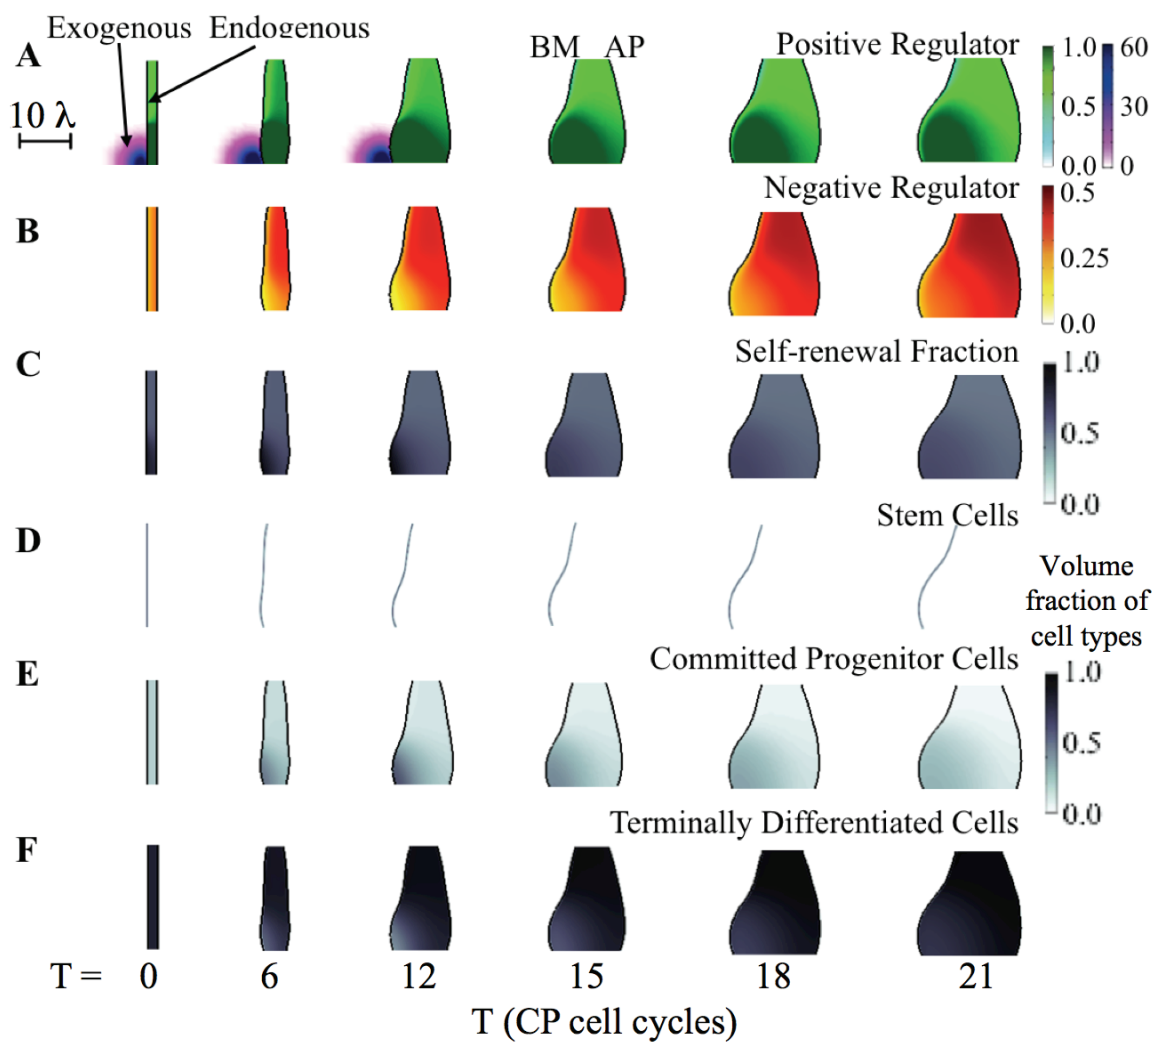 Exogenous Endogenous
A BM AP Positive Regulator
10 λ
1.0 60
0.5 30
0.0 0
Negative Regulator
B
0.5
0.25
0.0
Self-renewal Fraction
C
1.0
0.5
0.0
Stem Cells
D
Volume
fraction of
cell types
Committed Progenitor Cells
E
1.0
0.5
0.0
Terminally Differentiated Cells
F
T = 0 6 12 15 18 21
T (CP cell cycles)